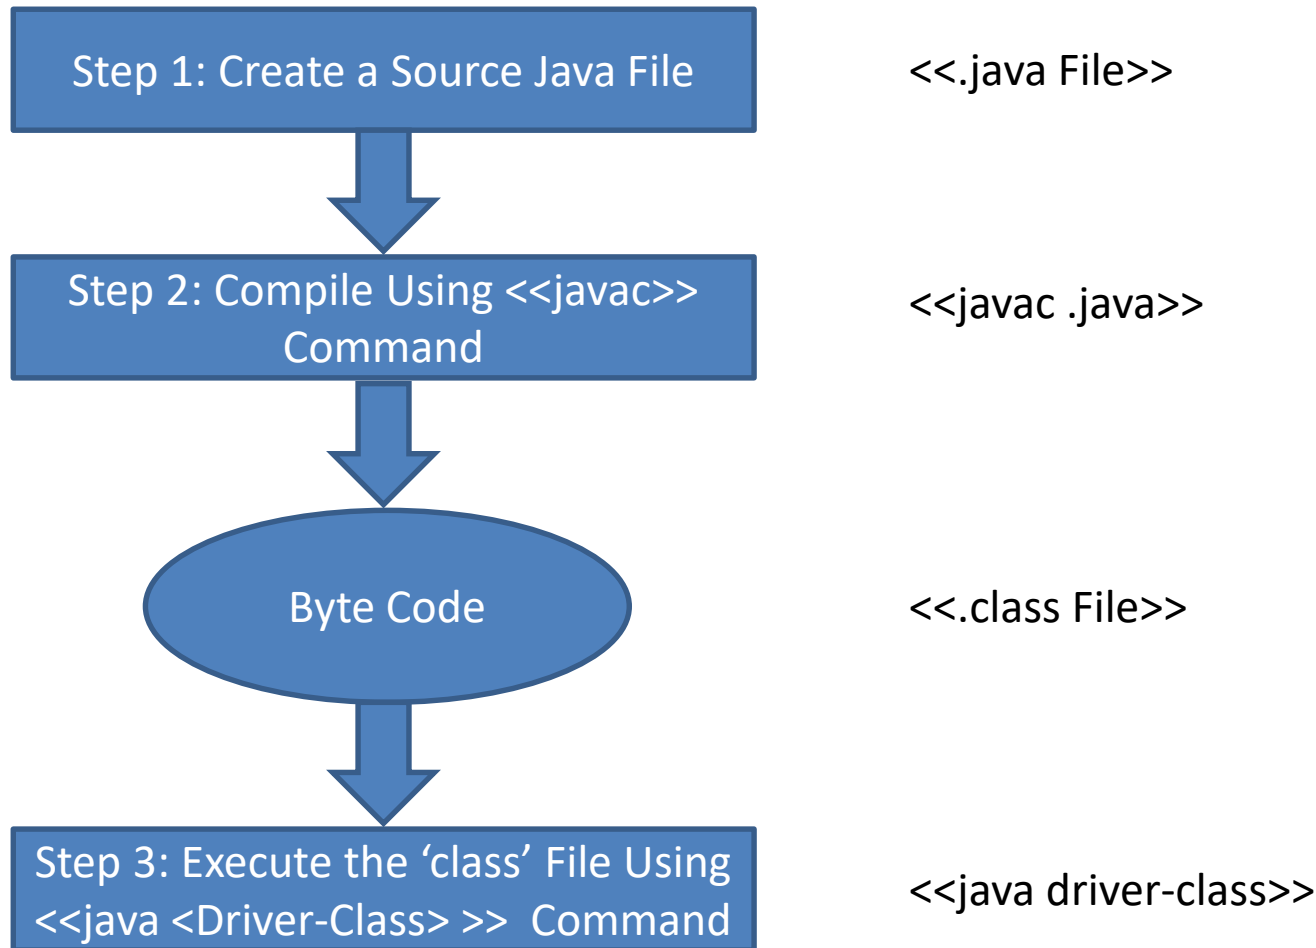 Step 1: Create a Source Java File
<<.java File>>
Step 2: Compile Using <<javac>>
Command
<<javac .java>>
Byte Code
<<.class File>>
Step 3: Execute the ‘class’ File Using
<<java <Driver-Class> >> Command
<<java driver-class>>